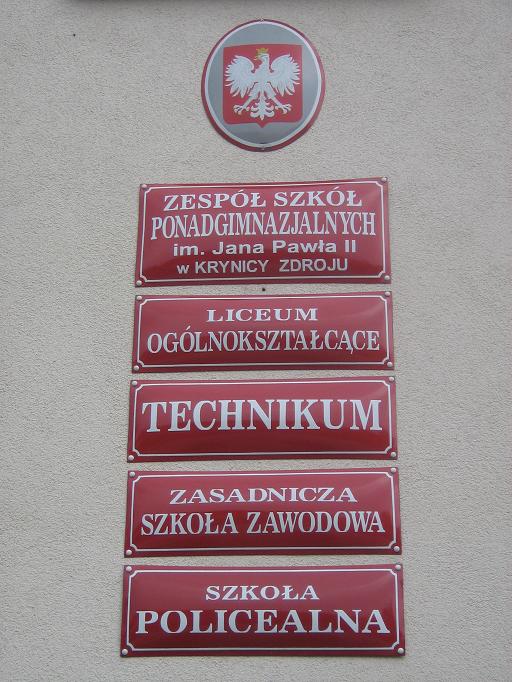 ZESPÓŁ SZKÓŁ
PONADGIMNAZJALNYCH
im. Jana Pawła II
w KRYNICY ZDROJU
LICEUM
OGÓLNOKSZTAŁCĄCE
TECHNIKUM
ZASADNICZA
SZKOŁA ZAWODOWA
SZKOŁA
POLICEALNA